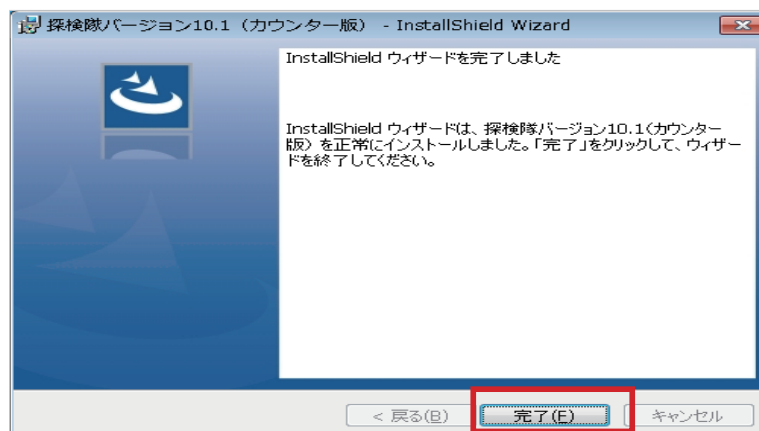 探検隊バージョン10.1（カウンター版） - InstallShield Wizard
InstallShield ウィザードを完了しました
InstallShield ウィザードは、探検隊バージョン10.1（カウンター
版）を正常にインストールしました。「完了」をクリックして、ウィザー
ドを終了してください。
< 戻る(B)
完了(F)
キャンセル